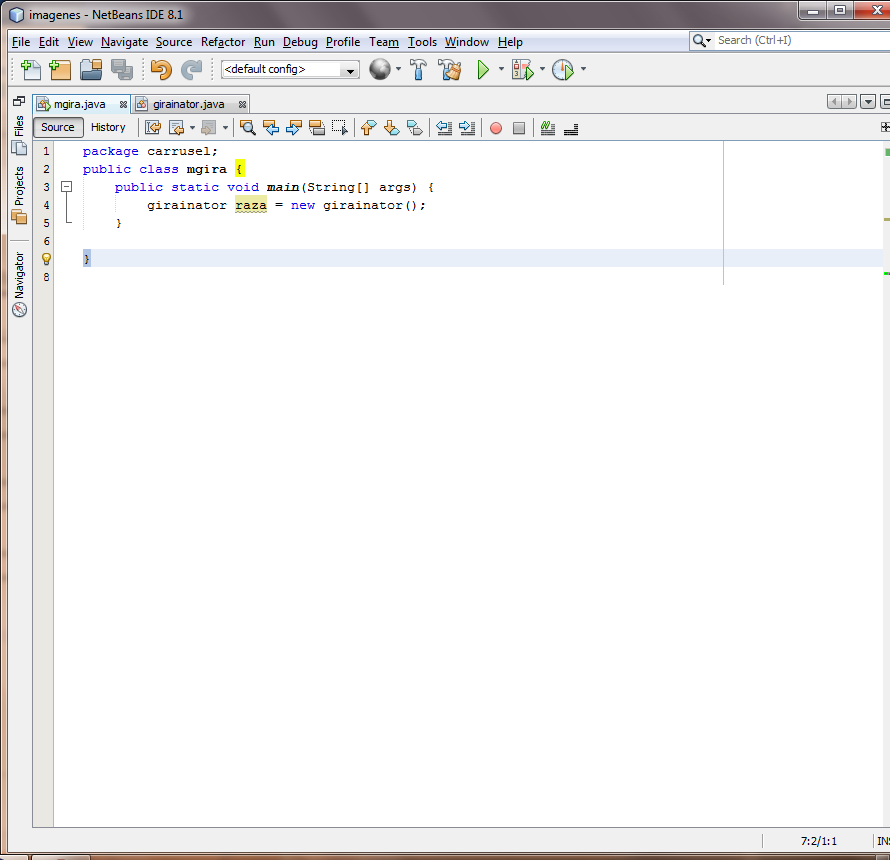 imagenes - NetBeans IDE 8.1
File Edit View Navigate Source Refactor Run Debug Profile Team Tools Window Help
Search (Ctrl+I)
<default config>
mgira.java
girainator.java
Source History
Files
Projects
Navigator
1 package carrusel;
2 public class mgira {
3 public static void main(String[] args) {
4 girainator raza = new girainator();
5 }
6
}
8
7:2/1:1
INS